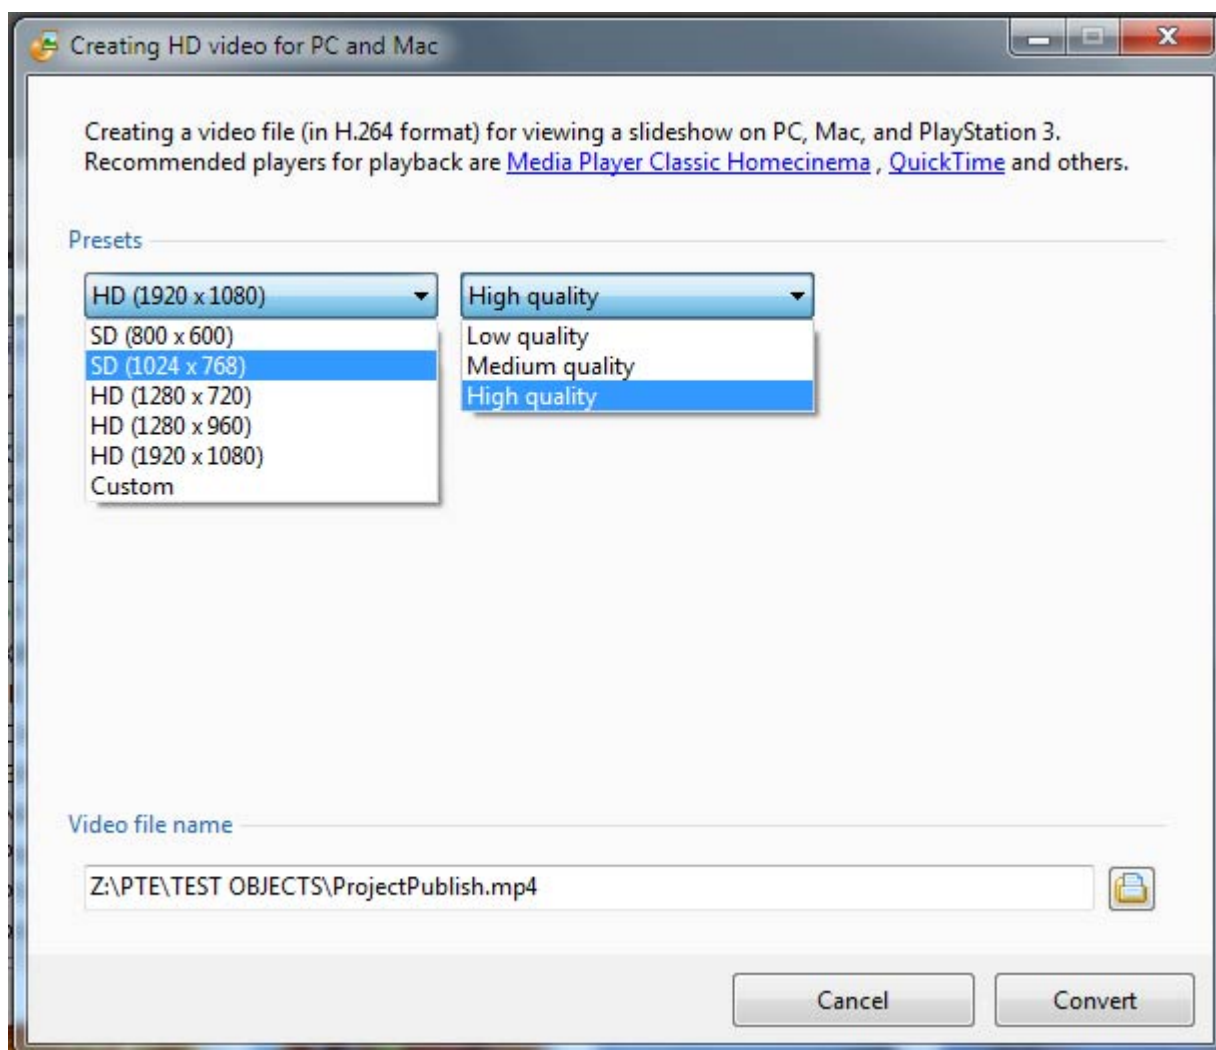 Creating HD video for PC and Mac
Creating a video file (in H.264 format) for viewing a slideshow on PC, Mac, and PlayStation 3.
Recommended players for playback are Media Player Classic Homecinema , QuickTime and others.
Presets
HD (1920 x 1080)
SD (800 x 600)
SD (1024 x 768)
HD (1280 x 720)
HD (1280 x 960)
HD (1920 x 1080)
Custom
High quality
Low quality
Medium quality
High quality
Video file name
Z:\PTE\TEST OBJECTS\ProjectPublish.mp4
Cancel
Convert